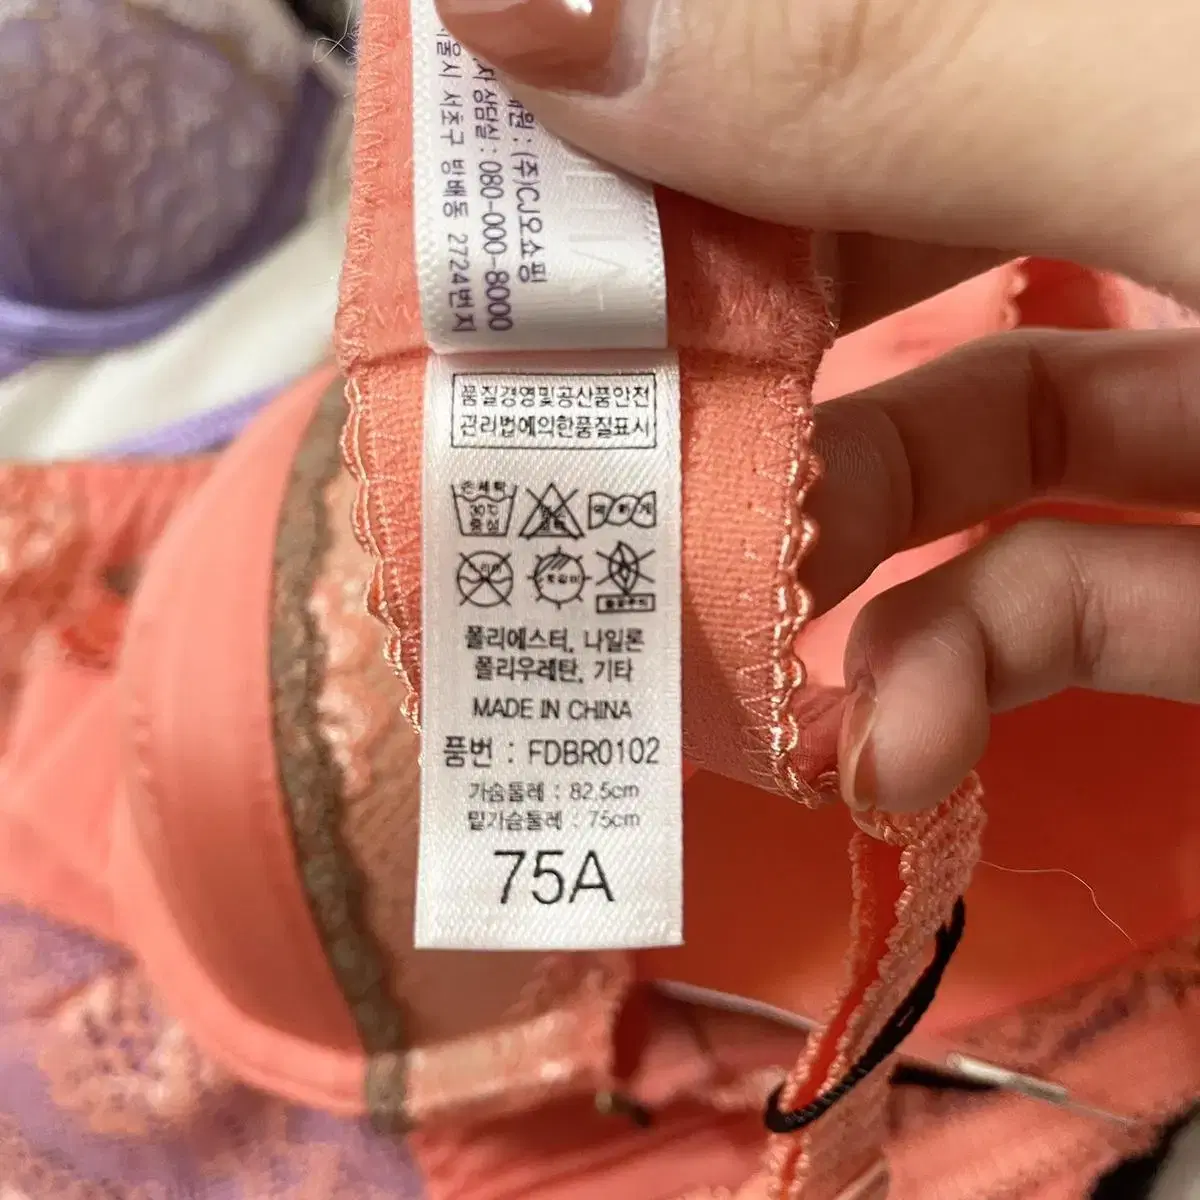 원 : (주)CJ오쇼핑
상담실 : 080-000-8000
울시 서초구 방배동 2724번지
품질경영및공산품안전
관리법에의한품질표시
손세탁
30℃
중성
약하게
폴리에스터, 나일론
폴리우레탄, 기타
MADE IN CHINA
품번 : FDBR0102
가슴둘레 : 82.5cm
밑가슴둘레 : 75cm
75A